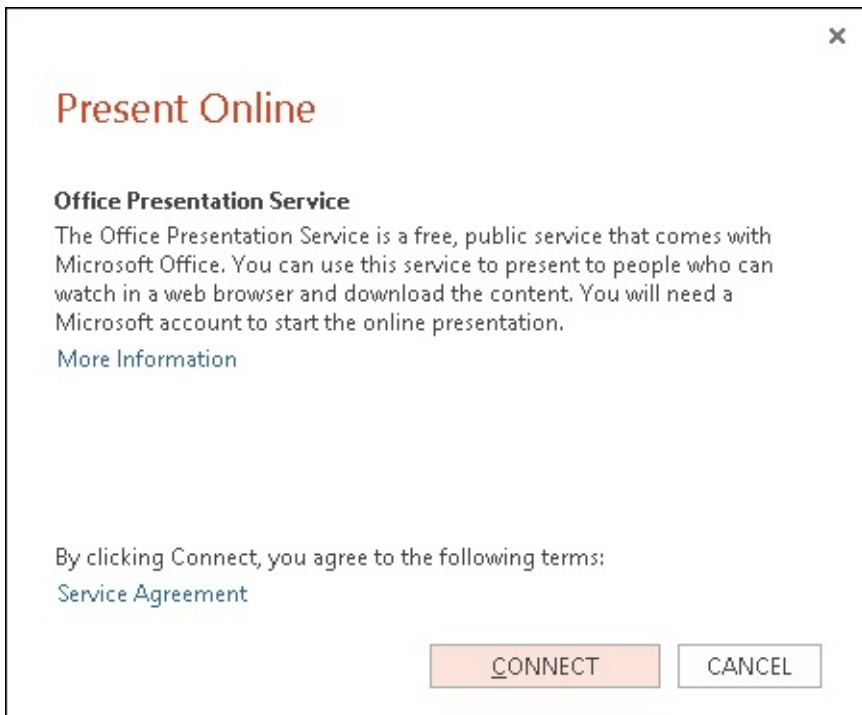 Present Online
Office Presentation Service
The Office Presentation Service is a free, public service that comes with
Microsoft Office. You can use this service to present to people who can
watch in a web browser and download the content. You will need a
Microsoft account to start the online presentation.
More Information
By clicking Connect, you agree to the following terms:
Service Agreement
CONNECT
CANCEL